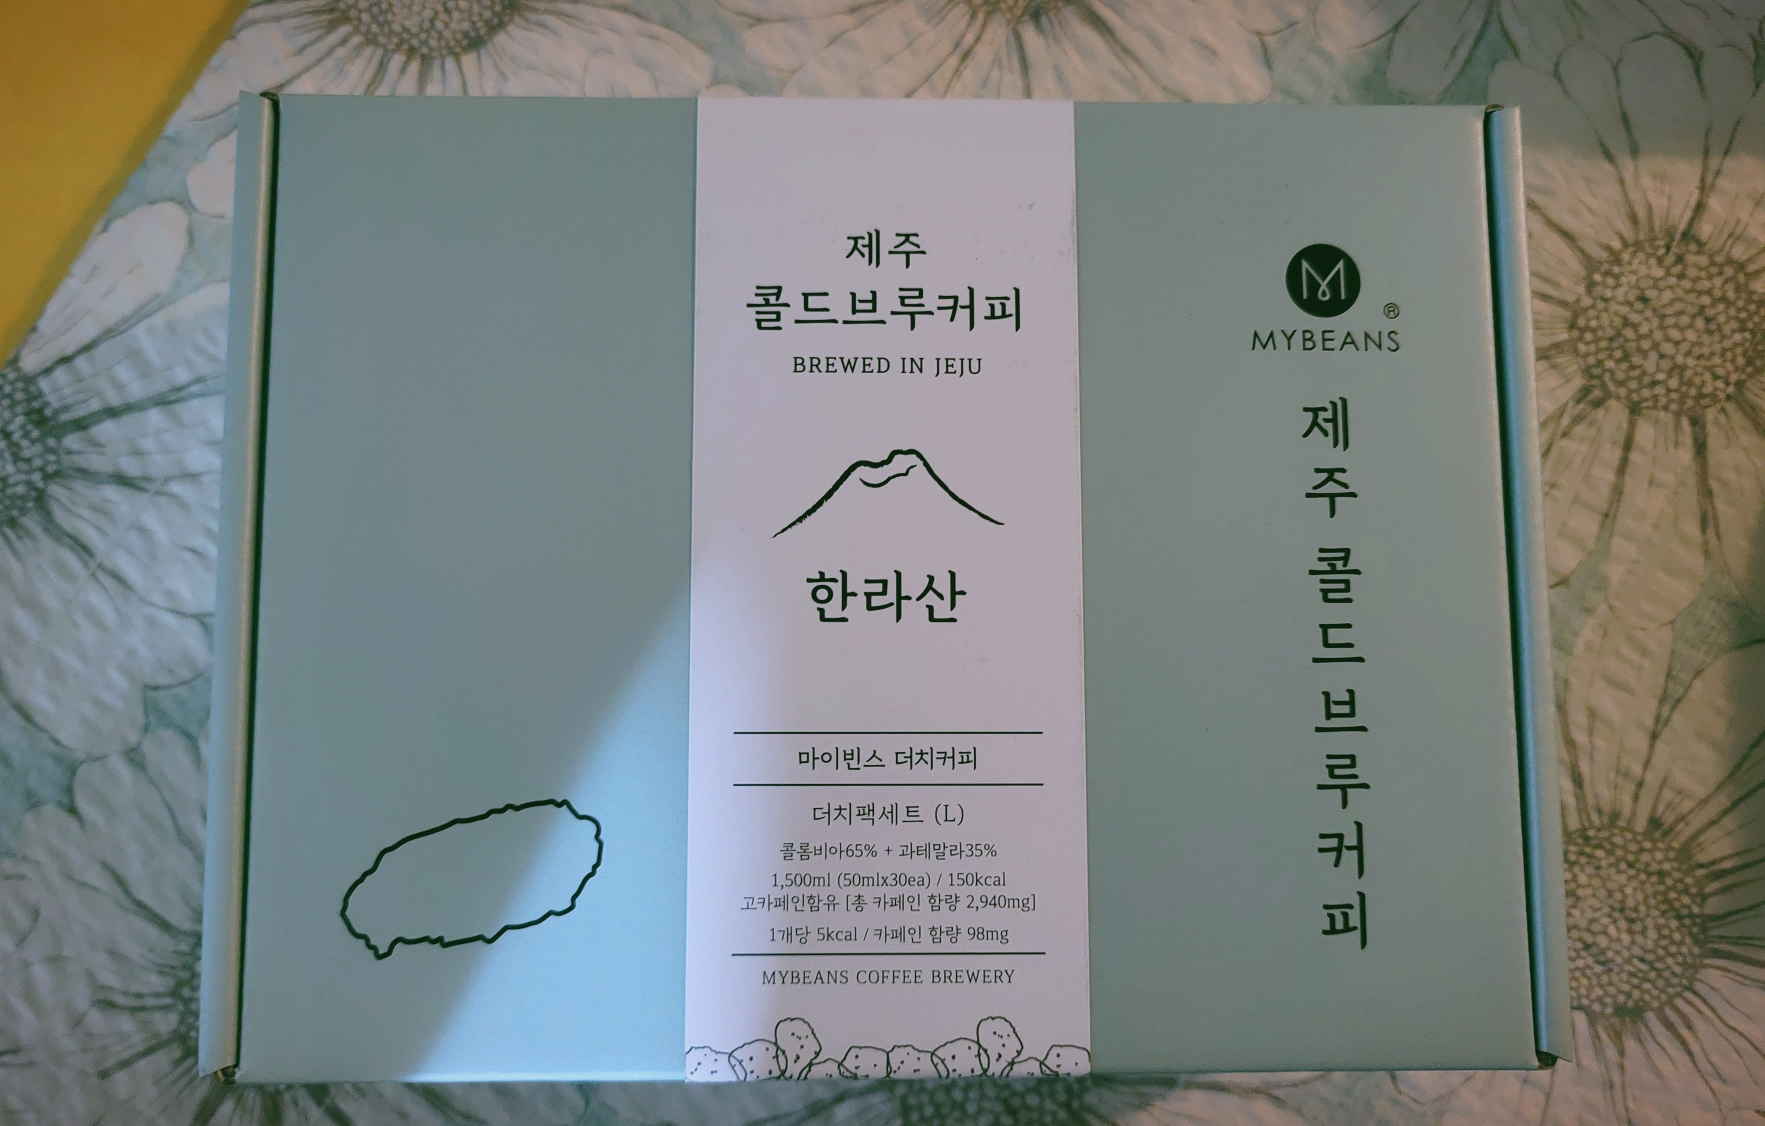 제주
콜드브루커피
BREWED IN JEJU
한라산
마이빈스 더치커피
더치팩세트 (L)
콜롬비아65% + 과테말라35%
1,500ml (50mlx30ea) / 150kcal
고카페인함유 [총 카페인 함량 2,940mg]
1개당 5kcal / 카페인 함량 98mg
MYBEANS COFFEE BREWERY
M
®
MYBEANS
제주 콜드브루커피